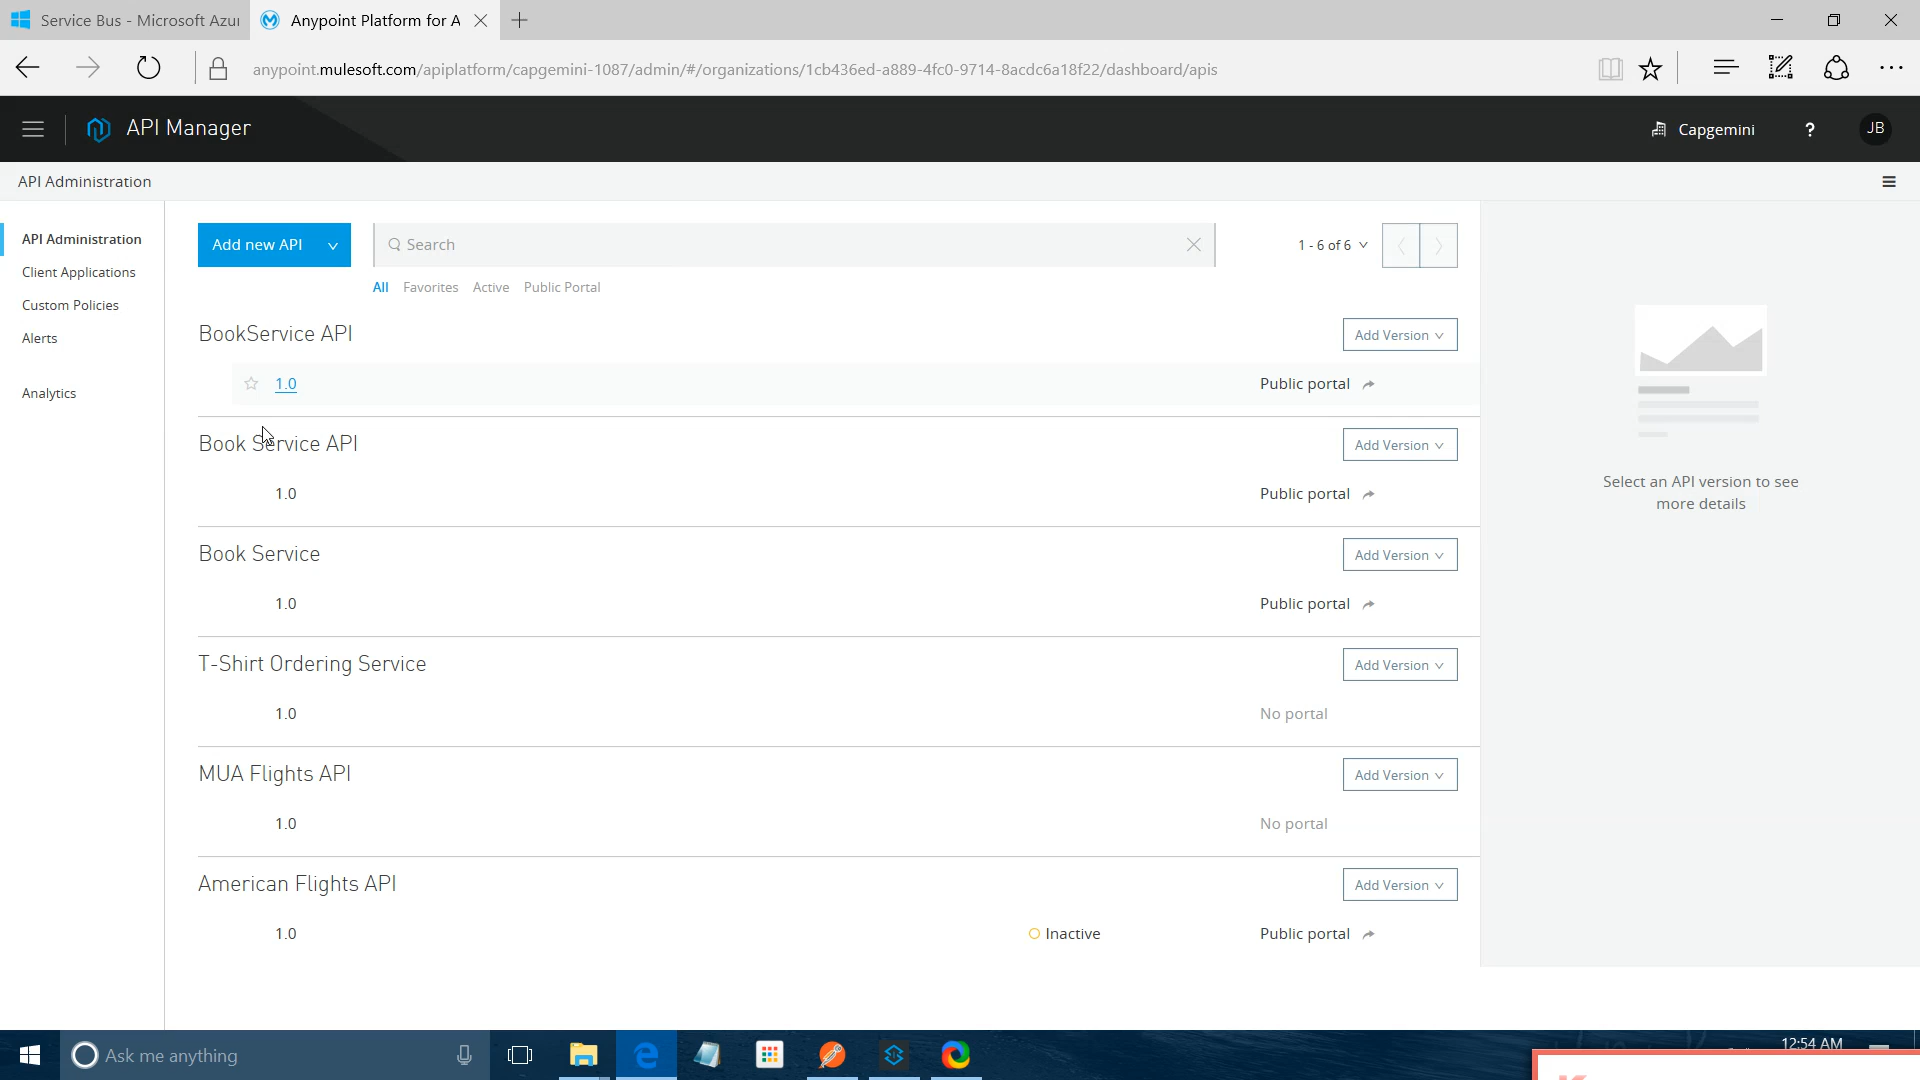 Service Bus - Microsoft Azu
Anypoint Platform for A
anypoint.mulesoft.com/apiplatform/capgemini-1087/admin/#/organizations/1cb436ed-a889-4fc0-9714-8acdc6a18f22/dashboard/apis
API Manager
Capgemini
?
JB
API Administration
API Administration
Client Applications
Custom Policies
Alerts
Analytics
Add new API
Search
1 - 6 of 6
All Favorites Active Public Portal
BookService API
Add Version
1.0
Public portal
Book Service API
Add Version
1.0
Public portal
Book Service
Add Version
1.0
Public portal
T-Shirt Ordering Service
Add Version
1.0
No portal
MUA Flights API
Add Version
1.0
No portal
American Flights API
Add Version
1.0
Inactive
Public portal
Select an API version to see
more details
Ask me anything
12:54 AM